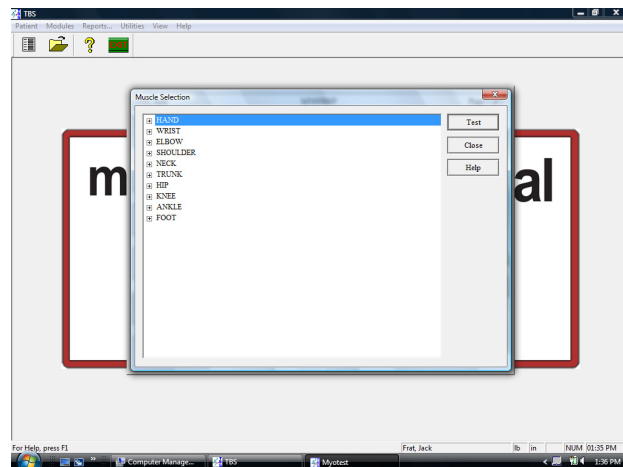 TBS
Patient Modules Reports... Utilities View Help
Muscle Selection
HAND
WRIST
ELBOW
SHOULDER
NECK
TRUNK
HIP
KNEE
ANKLE
FOOT
Test
Close
Help
m
al
For Help, press F1
Frat, Jack
lb in NUM 01:35 PM
Computer Manage... TBS Myotest 1:36 PM